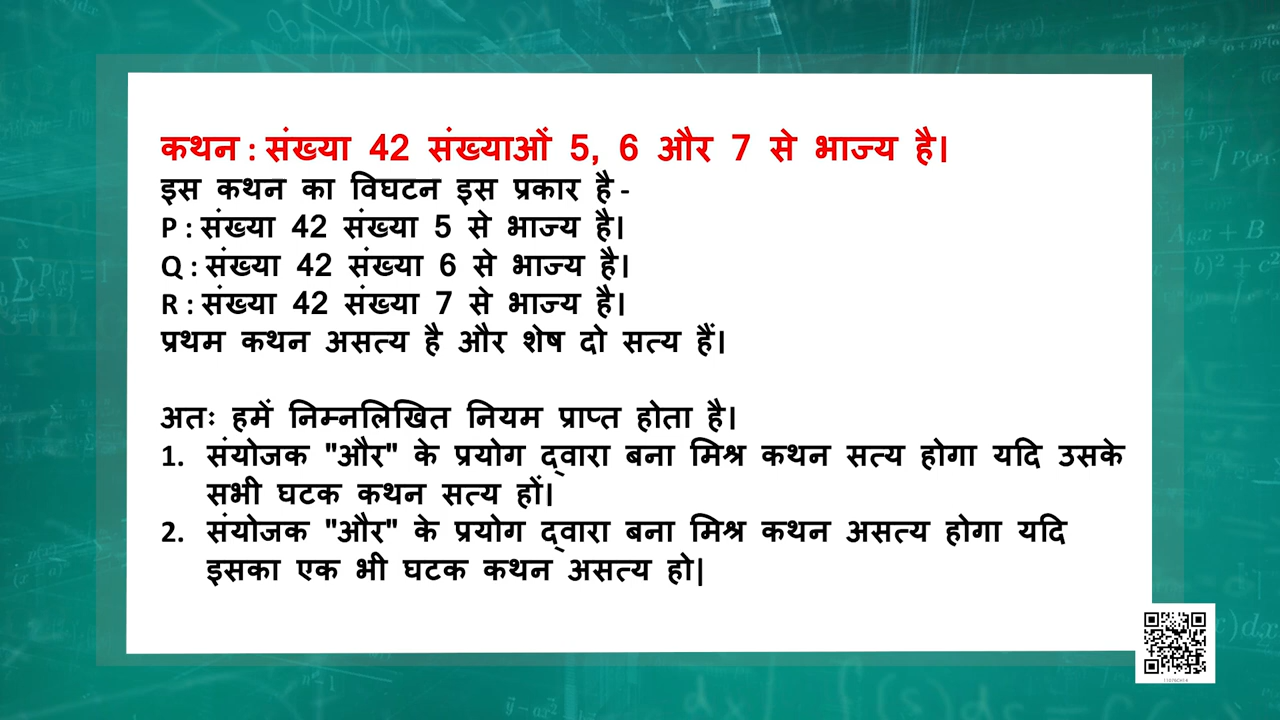 कथन : संख्या 42 संख्याओं 5, 6 और 7 से भाज्य है।
इस कथन का विघटन इस प्रकार है -
P : संख्या 42 संख्या 5 से भाज्य है।
Q : संख्या 42 संख्या 6 से भाज्य है।
R : संख्या 42 संख्या 7 से भाज्य है।
प्रथम कथन असत्य है और शेष दो सत्य हैं।
अतः हमें निम्नलिखित नियम प्राप्त होता है।
1. संयोजक "और" के प्रयोग द्वारा बना मिश्र कथन सत्य होगा यदि उसके
सभी घटक कथन सत्य हों।
2. संयोजक "और" के प्रयोग द्वारा बना मिश्र कथन असत्य होगा यदि
इसका एक भी घटक कथन असत्य हो|